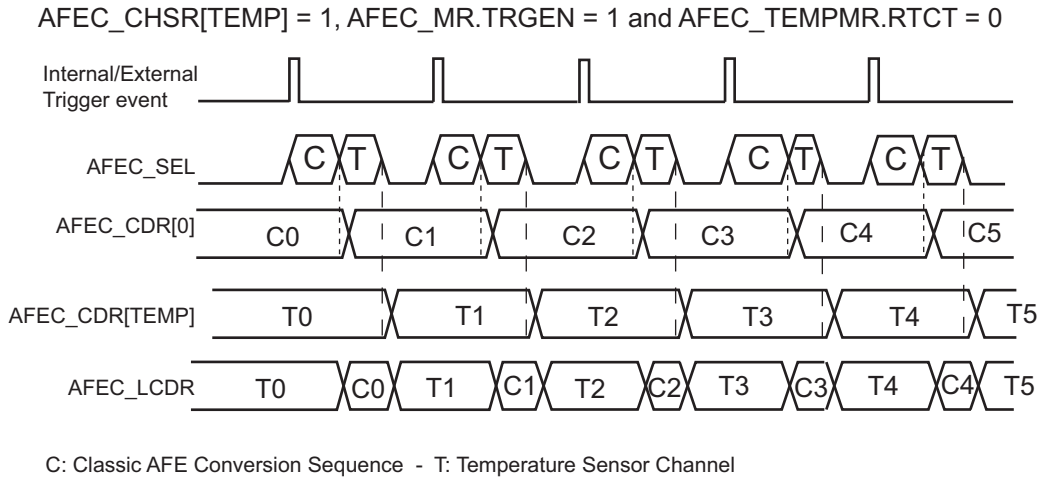 AFEC_CHSR[TEMP] = 1, AFEC_MR.TRGEN = 1 and AFEC_TEMPMR.RTCT = 0
Internal/External
Trigger event
AFEC_SEL C T C T C T C T C T
AFEC_CDR[0] C0 C1 C2 C3 C4 C5
AFEC_CDR[TEMP] T0 T1 T2 T3 T4 T5
AFEC_LCDR T0 C0 T1 C1 T2 C2 T3 C3 T4 C4 T5
C: Classic AFE Conversion Sequence - T: Temperature Sensor Channel